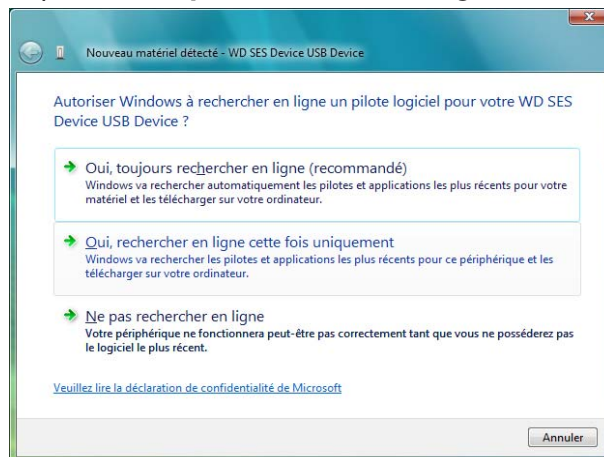 Nouveau matériel détecté - WD SES Device USB Device
Autoriser Windows à rechercher en ligne un pilote logiciel pour votre WD SES
Device USB Device ?
Oui, toujours rechercher en ligne (recommandé)
Windows va rechercher automatiquement les pilotes et applications les plus récents pour votre
matériel et les télécharger sur votre ordinateur.
Oui, rechercher en ligne cette fois uniquement
Windows va rechercher les pilotes et applications les plus récents pour ce périphérique et les
télécharger sur votre ordinateur.
Ne pas rechercher en ligne
Votre périphérique ne fonctionnera peut-être pas correctement tant que vous ne posséderez pas
le logiciel le plus récent.
Veuillez lire la déclaration de confidentialité de Microsoft
Annuler